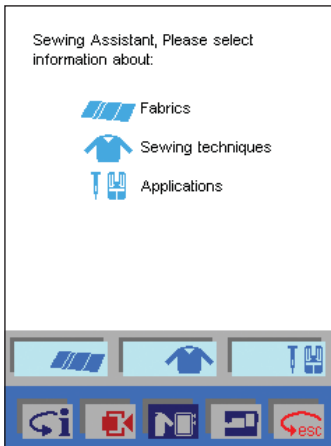 Sewing Assistant, Please select
information about:
Fabrics
Sewing techniques
Applications
i
esc